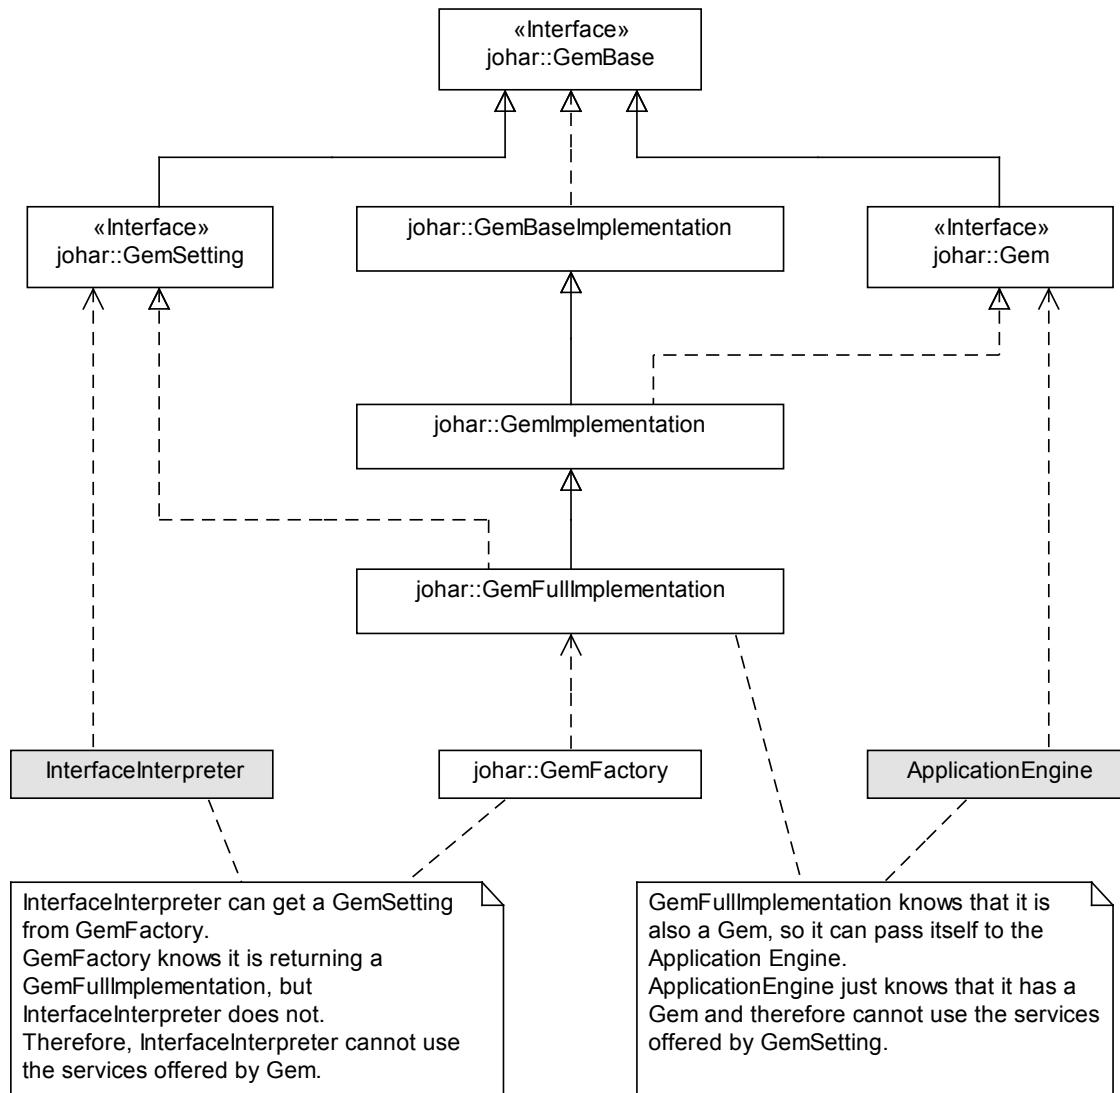 «Interface»
johar::GemBase
«Interface»
johar::GemSetting
johar::GemBaseImplementation
«Interface»
johar::Gem
johar::GemImplementation
johar::GemFullImplementation
InterfaceInterpreter
johar::GemFactory
ApplicationEngine
InterfaceInterpreter can get a GemSetting
from GemFactory.
GemFactory knows it is returning a
GemFullImplementation, but
InterfaceInterpreter does not.
Therefore, InterfaceInterpreter cannot use
the services offered by Gem.
GemFullImplementation knows that it is
also a Gem, so it can pass itself to the
Application Engine.
ApplicationEngine just knows that it has a
Gem and therefore cannot use the services
offered by GemSetting.